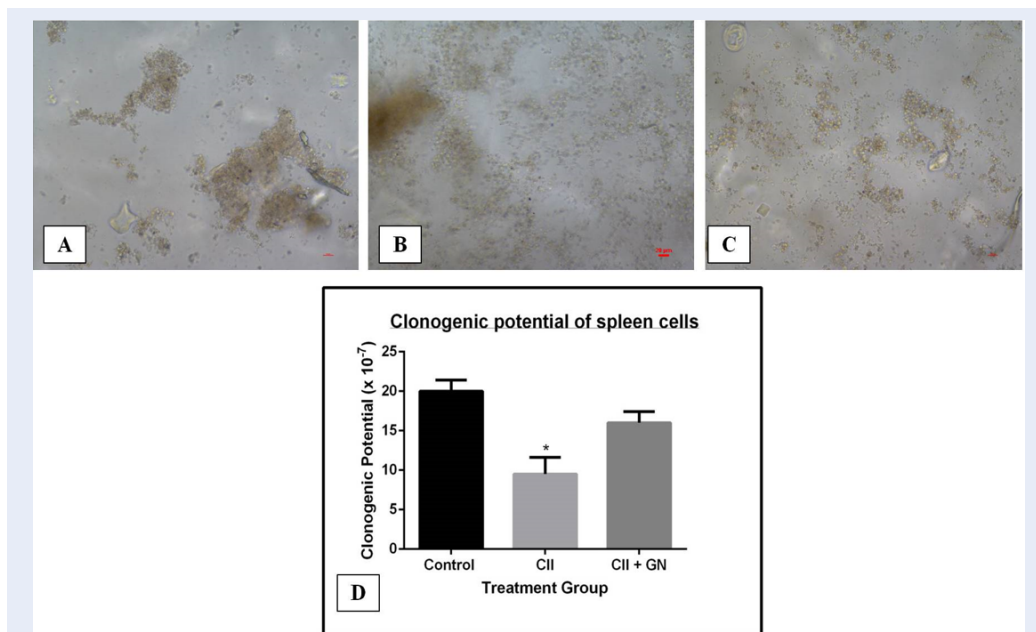 A
B
C
Clonogenic potential of spleen cells
Clonogenic Potential (x 10⁻⁷)
25
20
15
10
5
0
*
Control
CII
CII + GN
Treatment Group
D